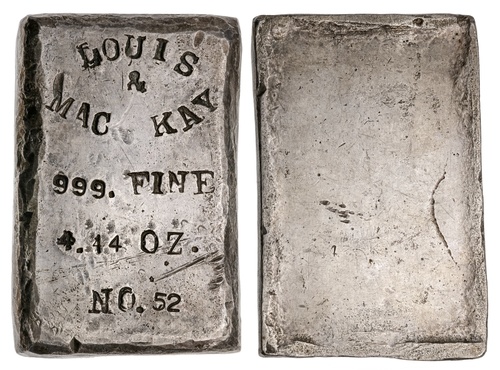 LOUIS
&
MAC KAY
999. FINE
4.14 OZ.
NO. 52